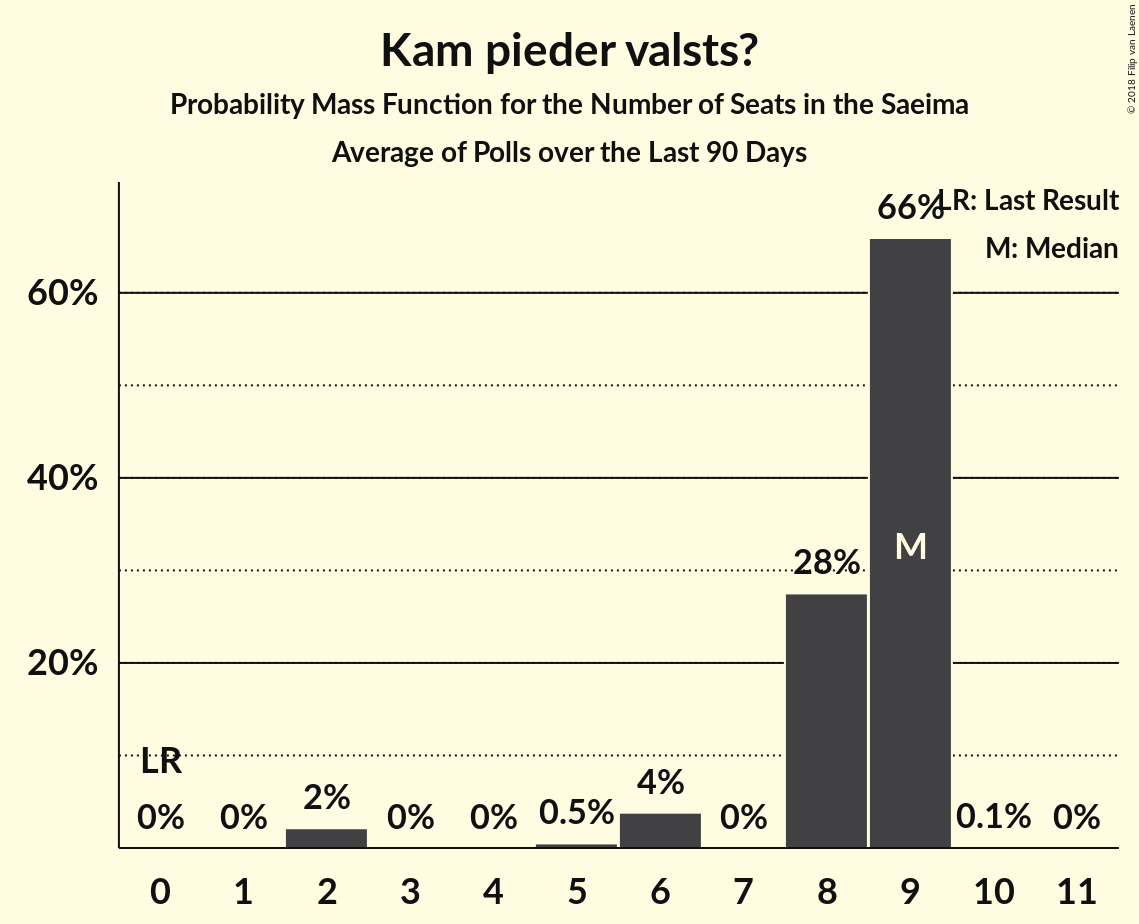 Kam pieder valsts?
Probability Mass Function for the Number of Seats in the Saeima
Average of Polls over the Last 90 Days
© 2018 Filip van Laenen
LR: Last Result
M: Median
66%
60%
40%
28%
M
20%
LR
0% 0% 2% 0% 0% 0.5% 4% 0% 0.1% 0%
0 1 2 3 4 5 6 7 8 9 10 11